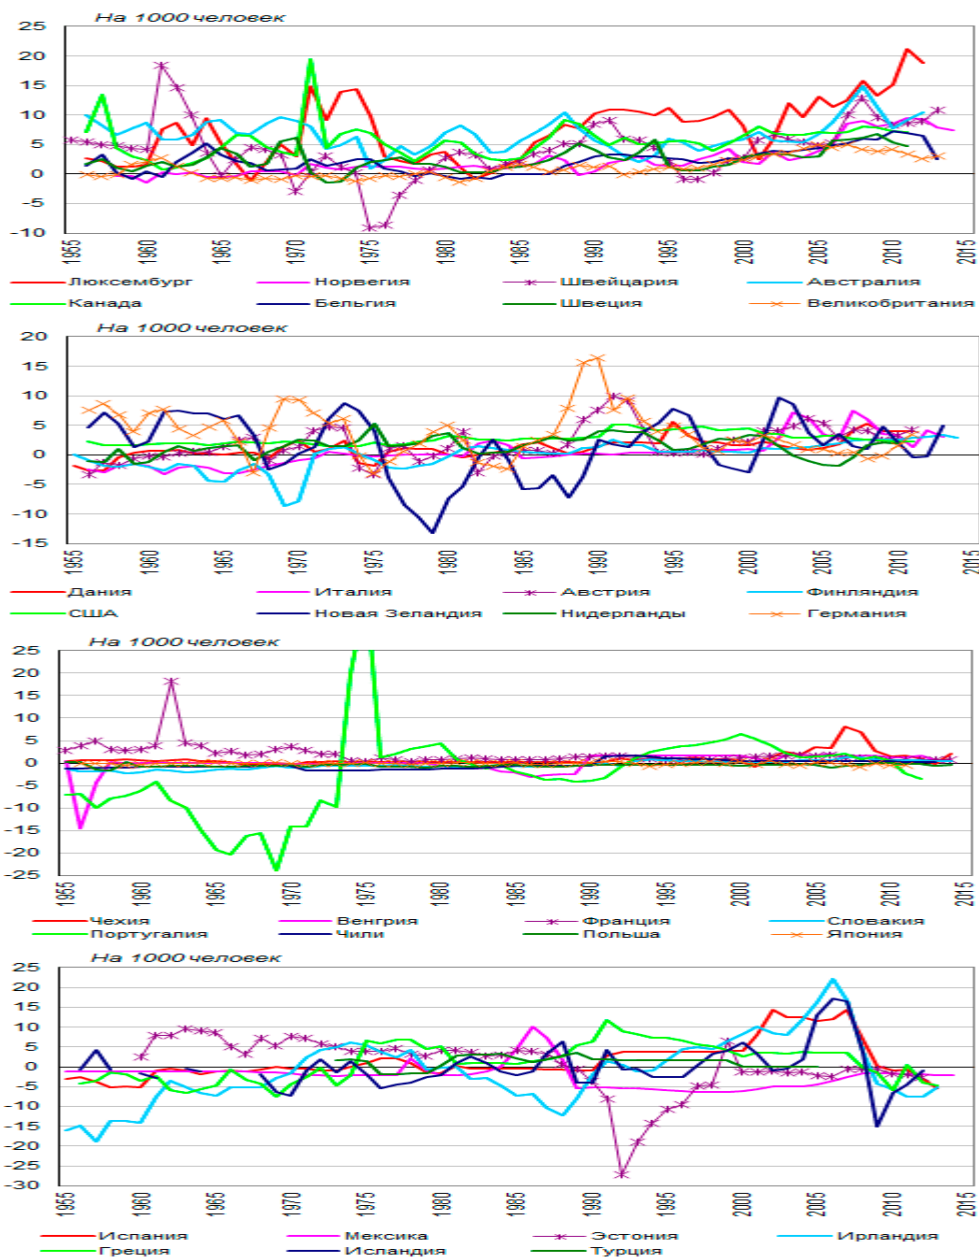 На 1000 человек
25
20
15
10
5
0
-5
-10
1955 1960 1965 1970 1975 1980 1985 1990 1995 2000 2005 2010 2015
Люксембург Норвегия Швейцария Австралия
Канада Бельгия Швеция Великобритания
На 1000 человек
20
15
10
5
0
-5
-10
-15
1955 1960 1965 1970 1975 1980 1985 1990 1995 2000 2005 2010 2015
Дания Италия Австрия Финляндия
США Новая Зеландия Нидерланды Германия
На 1000 человек
25
20
15
10
5
0
-5
-10
-15
-20
-25
1955 1960 1965 1970 1975 1980 1985 1990 1995 2000 2005 2010 2015
Чехия Венгрия Франция Словакия
Португалия Чили Польша Япония
На 1000 человек
25
20
15
10
5
0
-5
-10
-15
-20
-25
-30
1955 1960 1965 1970 1975 1980 1985 1990 1995 2000 2005 2010 2015
Испания Мексика Эстония Ирландия
Греция Исландия Турция